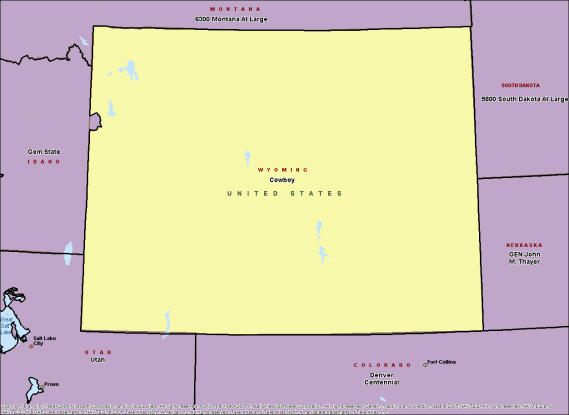 MONTANA
6300 Montana At Large
SOUTH DAKOTA
9800 South Dakota At Large
Gem State
IDAHO
WYOMING
Cowboy
UNITED STATES
NEBRASKA
GEN John
M. Thayer
Great
Salt
Lake
Salt Lake
City
UTAH
Utah
COLORADO
Fort Collins
Denver
Centennial
Provo